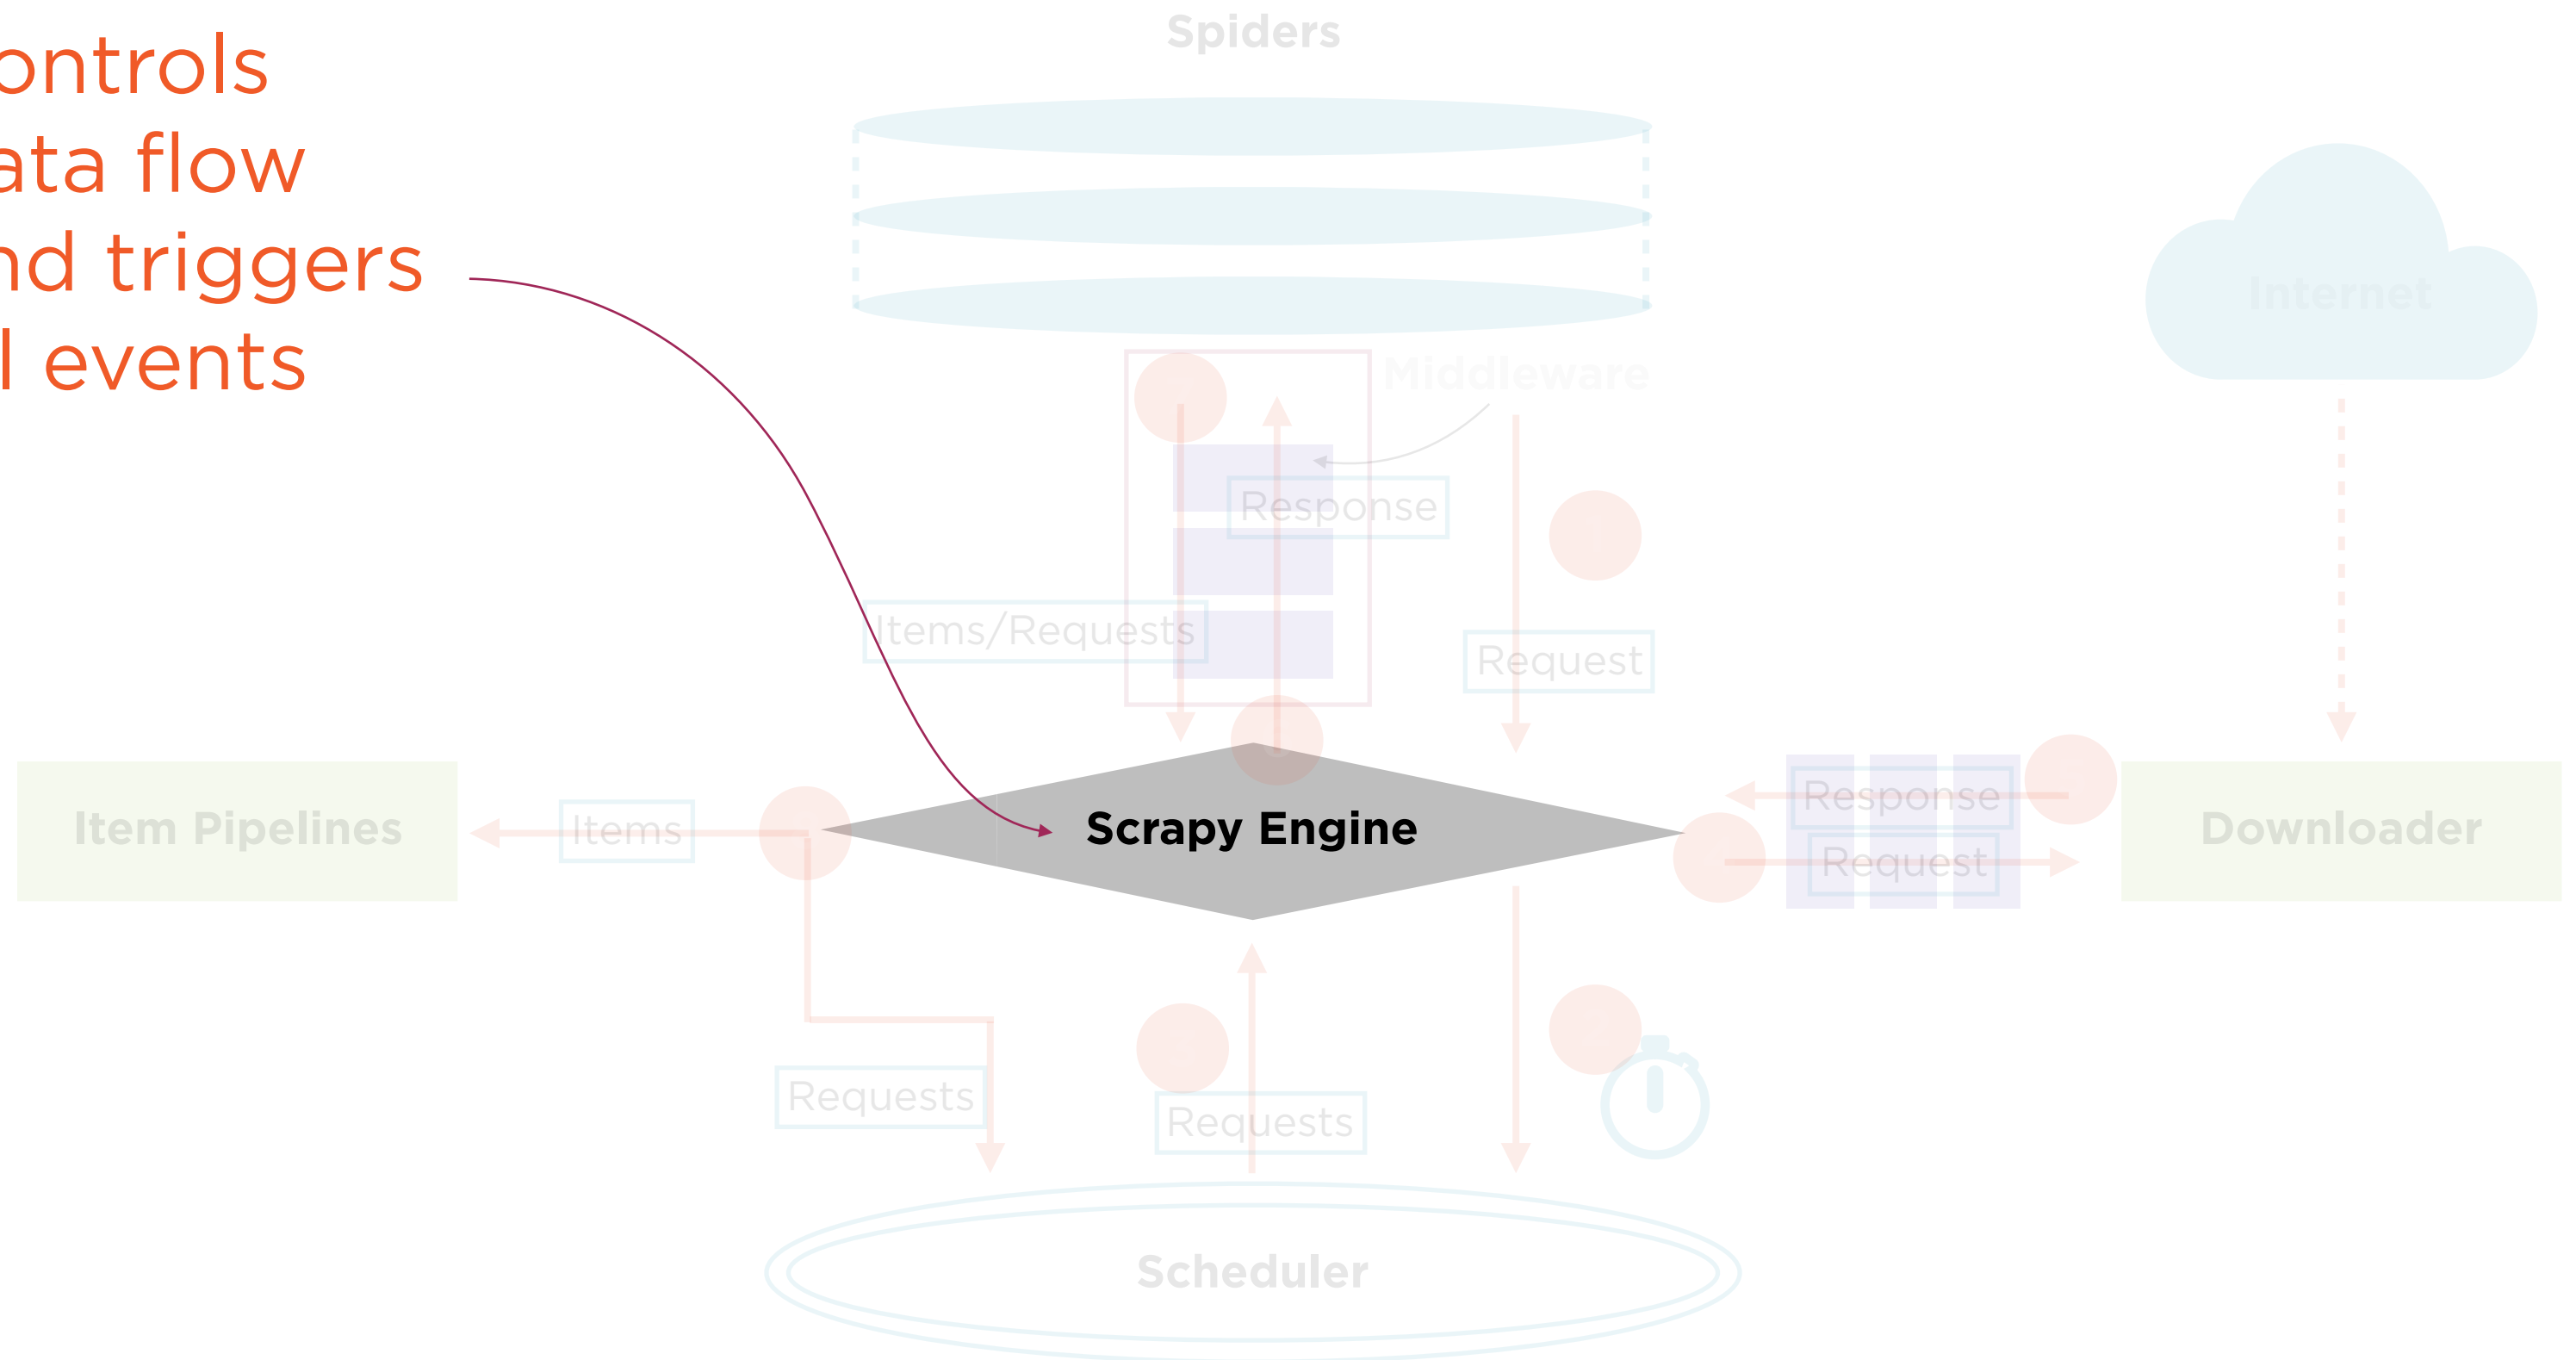 ontrols
ata flow
nd triggers
l events
Spiders
Internet
Middleware
Response
Items/Requests
Request
Item Pipelines
Items
Scrapy Engine
Response
Request
Downloader
Requests
Requests
Scheduler